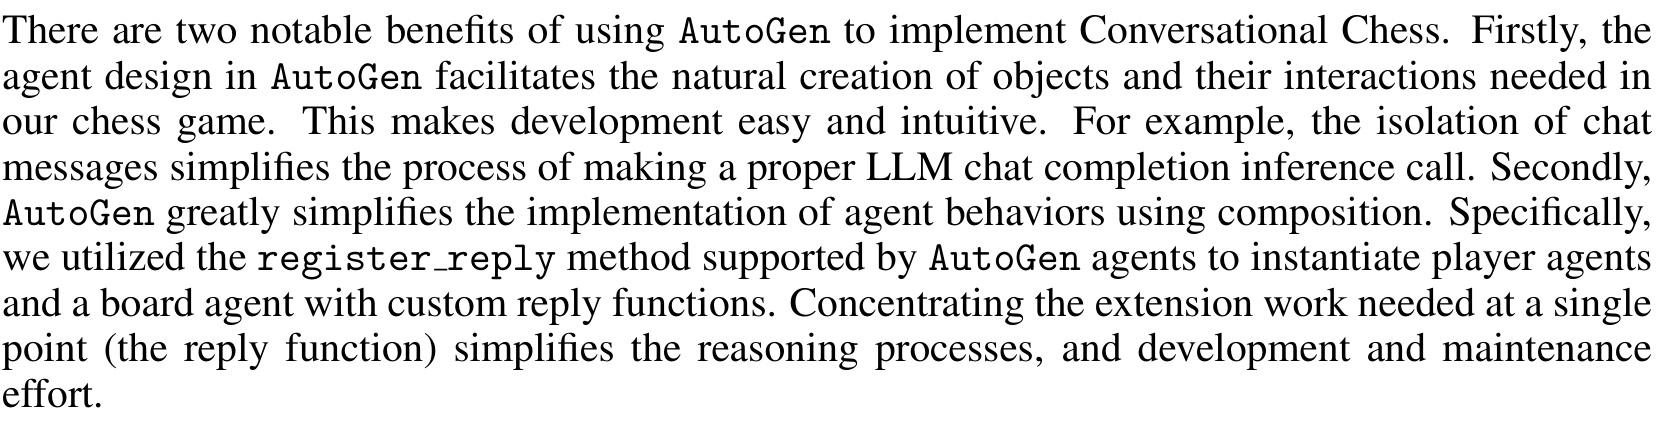 There are two notable benefits of using AutoGen to implement Conversational Chess. Firstly, the
agent design in AutoGen facilitates the natural creation of objects and their interactions needed in
our chess game. This makes development easy and intuitive. For example, the isolation of chat
messages simplifies the process of making a proper LLM chat completion inference call. Secondly,
AutoGen greatly simplifies the implementation of agent behaviors using composition. Specifically,
we utilized the register_reply method supported by AutoGen agents to instantiate player agents
and a board agent with custom reply functions. Concentrating the extension work needed at a single
point (the reply function) simplifies the reasoning processes, and development and maintenance
effort.